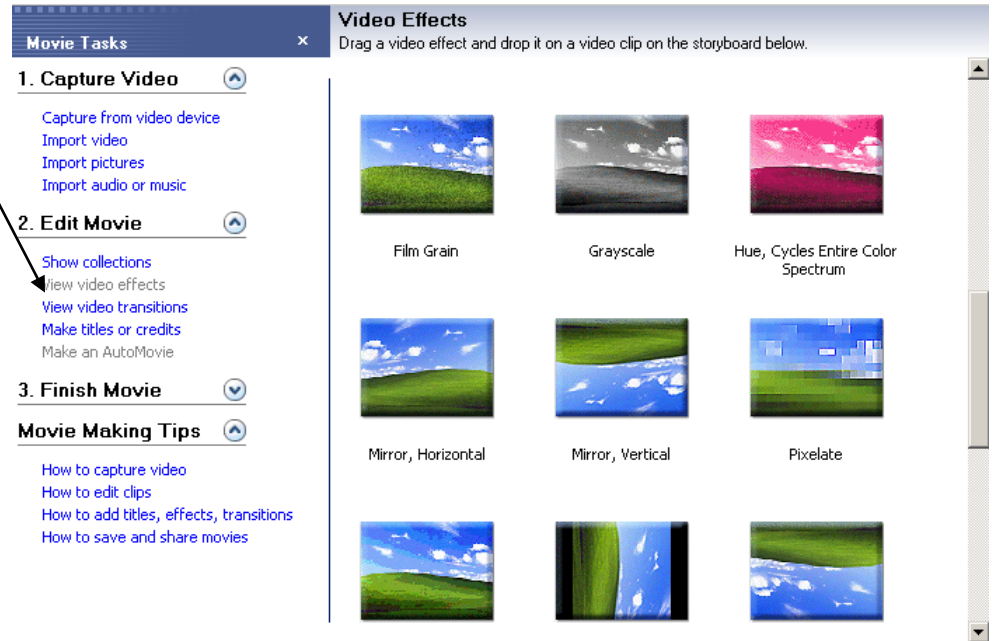 Movie Tasks
×
1. Capture Video
Capture from video device
Import video
Import pictures
Import audio or music
2. Edit Movie
Show collections
View video effects
View video transitions
Make titles or credits
Make an AutoMovie
3. Finish Movie
Movie Making Tips
How to capture video
How to edit clips
How to add titles, effects, transitions
How to save and share movies
Video Effects
Drag a video effect and drop it on a video clip on the storyboard below.
Film Grain
Grayscale
Hue, Cycles Entire Color
Spectrum
Mirror, Horizontal
Mirror, Vertical
Pixelate